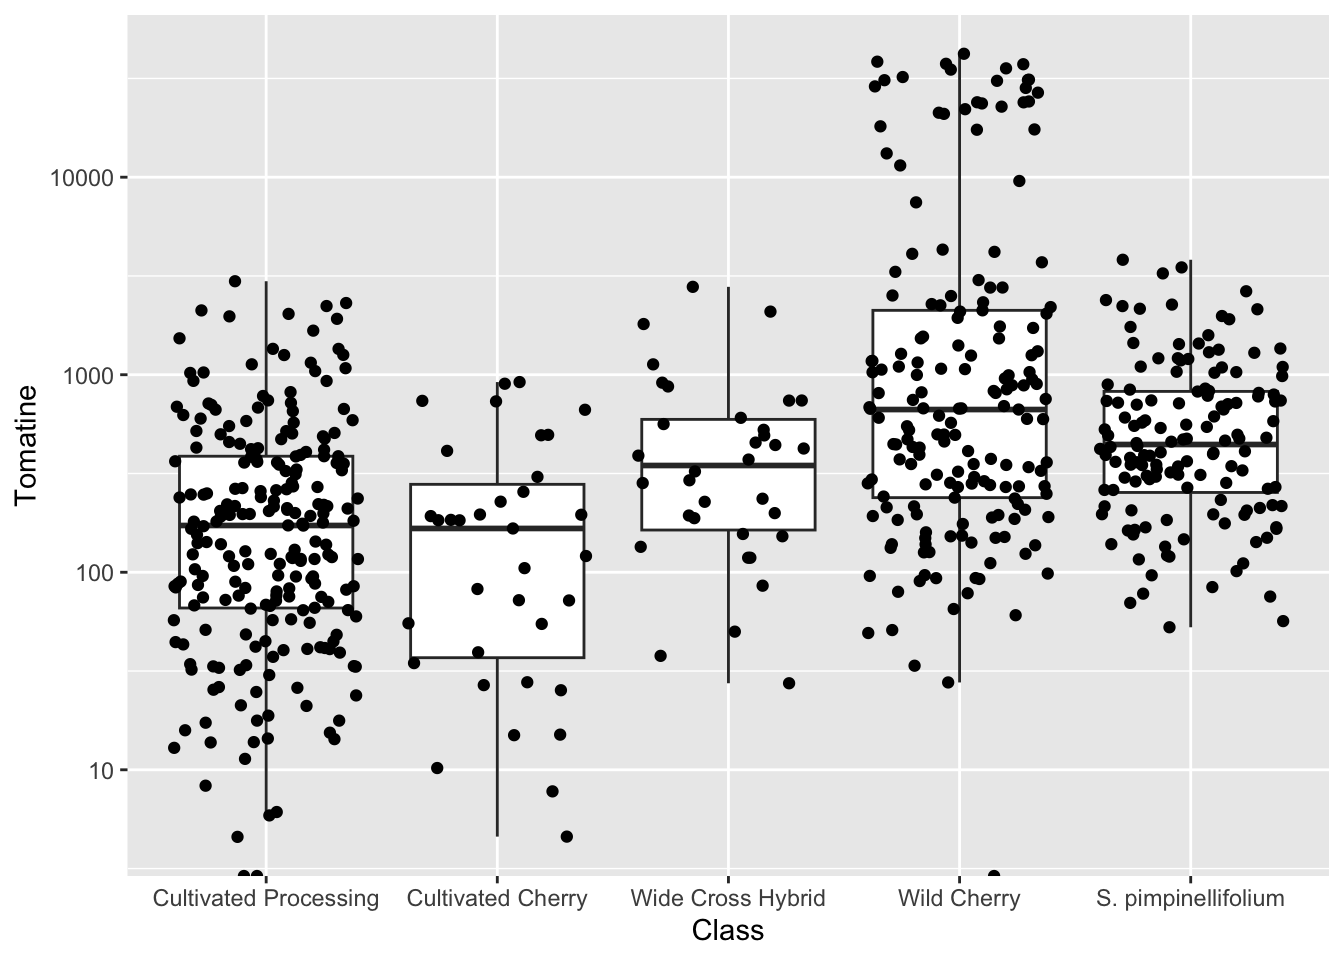 Tomatine
10000
1000
100
10
Cultivated Processing
Cultivated Cherry
Wide Cross Hybrid
Wild Cherry
S. pimpinellifolium
Class